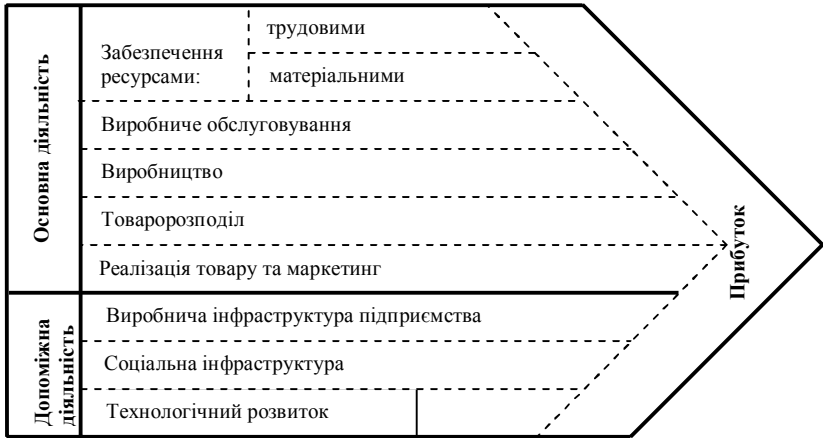 Основна діяльність
Забезпечення
ресурсами:
трудовими
матеріальними
Виробниче обслуговування
Виробництво
Товаророзподіл
Реалізація товару та маркетинг
Допоміжна
діяльність
Виробнича інфраструктура підприємства
Соціальна інфраструктура
Технологічний розвиток
Прибуток